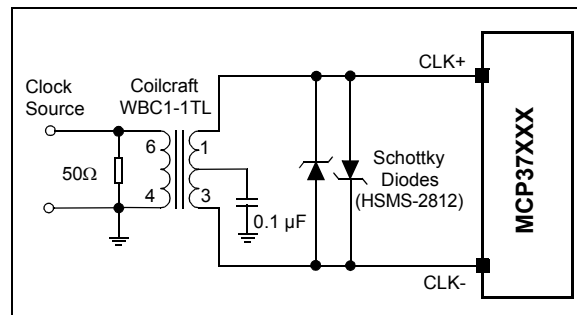 Clock
Source
Coilcraft
WBC1-1TL
CLK+
6
1
50Ω
4
3
0.1 µF
Schottky
Diodes
(HSMS-2812)
CLK-
MCP37XXX